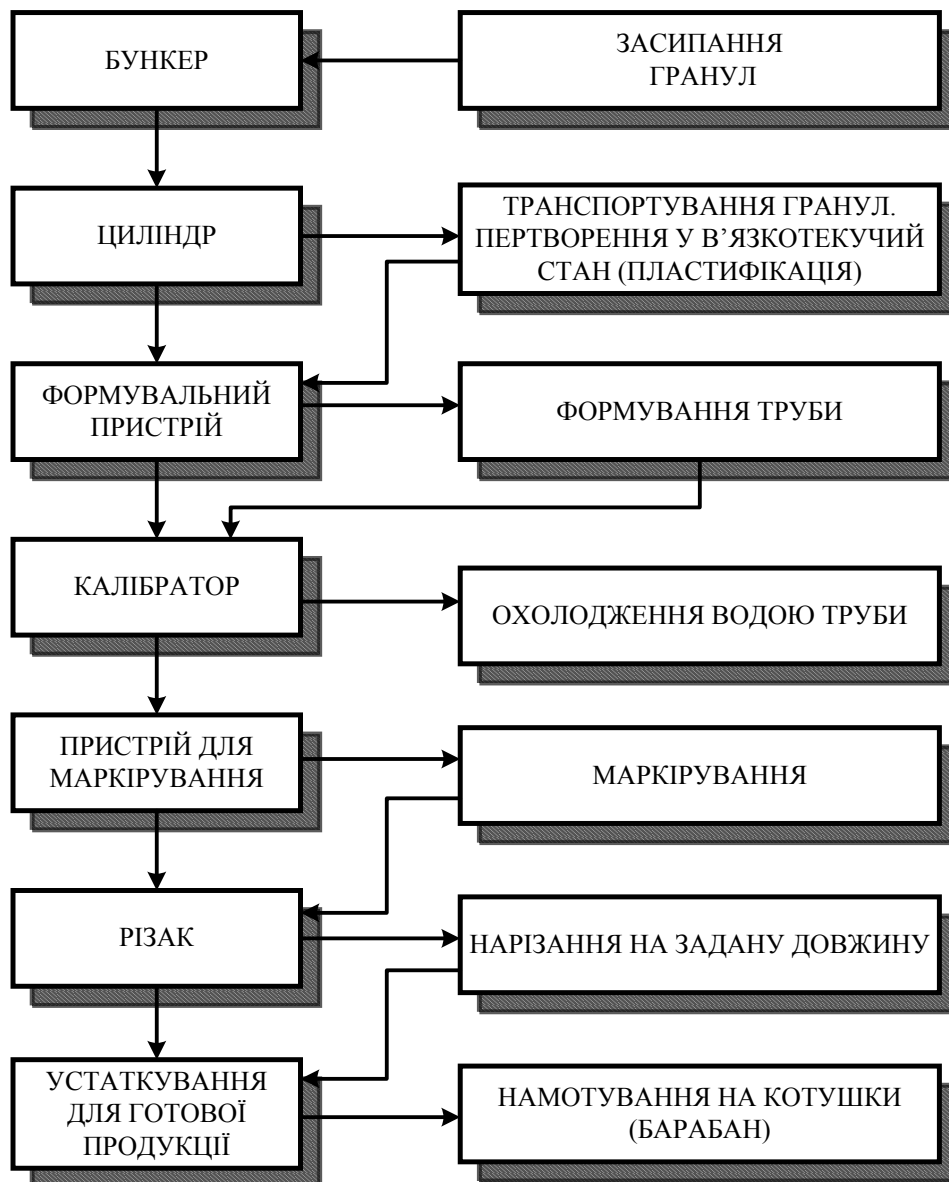 БУНКЕР
ЗАСИПАННЯ
ГРАНУЛ
ЦИЛІНДР
ТРАНСПОРТУВАННЯ ГРАНУЛ.
ПЕРТВОРЕННЯ У В’ЯЗКОТЕКУЧИЙ
СТАН (ПЛАСТИФІКАЦІЯ)
ФОРМУВАЛЬНИЙ
ПРИСТРІЙ
ФОРМУВАННЯ ТРУБИ
КАЛІБРАТОР
ОХОЛОДЖЕННЯ ВОДОЮ ТРУБИ
ПРИСТРІЙ ДЛЯ
МАРКІРУВАННЯ
МАРКІРУВАННЯ
РІЗАК
НАРІЗАННЯ НА ЗАДАНУ ДОВЖИНУ
УСТАТКУВАННЯ
ДЛЯ ГОТОВОЇ
ПРОДУКЦІЇ
НАМОТУВАННЯ НА КОТУШКИ
(БАРАБАН)